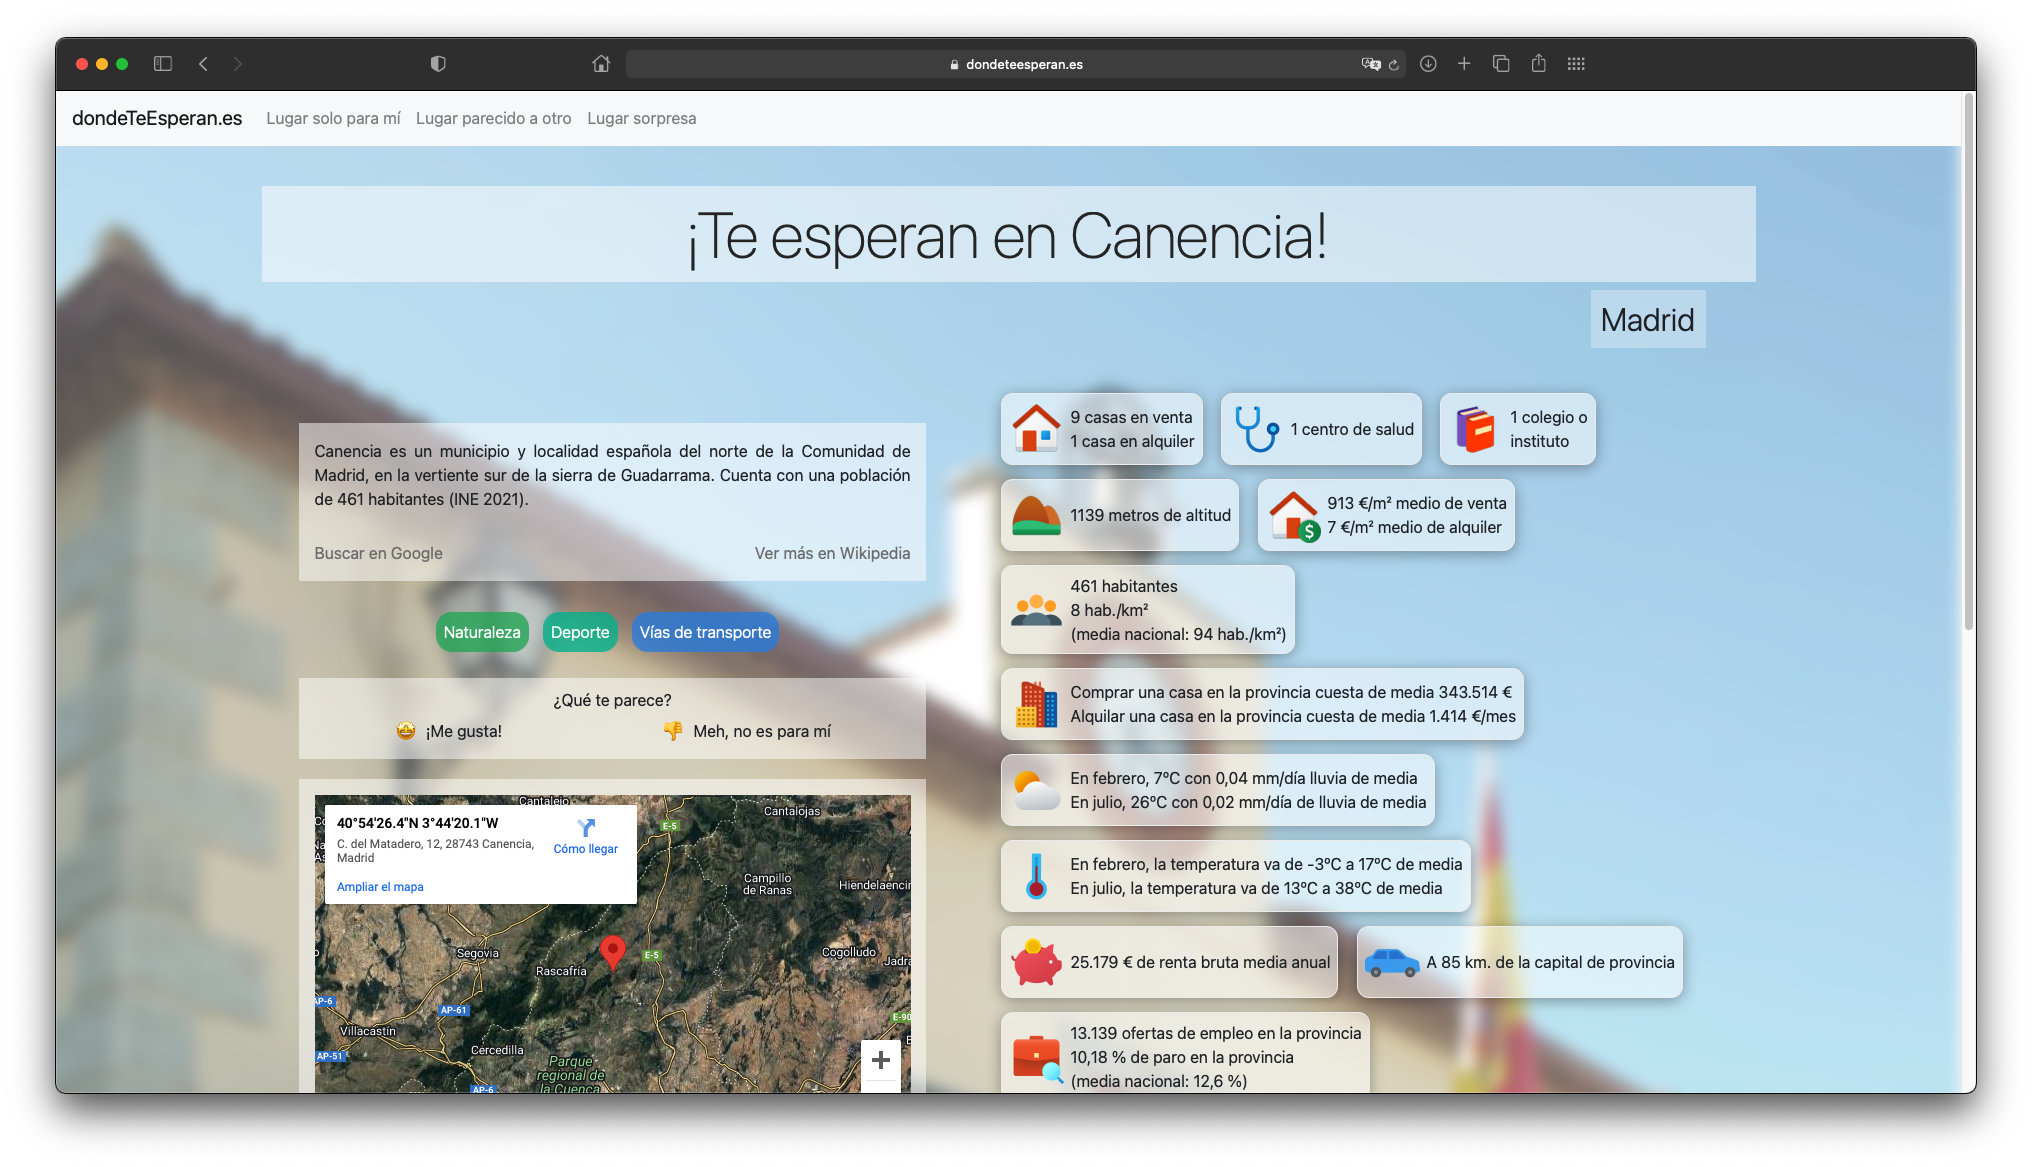 dondeteesperan.es
dondeTeEsperan.es Lugar solo para mí Lugar parecido a otro Lugar sorpresa
¡Te esperan en Canencia!
Madrid
Canencia es un municipio y localidad española del norte de la Comunidad de
Madrid, en la vertiente sur de la sierra de Guadarrama. Cuenta con una población
de 461 habitantes (INE 2021).
Buscar en Google Ver más en Wikipedia
Naturaleza Deporte Vías de transporte
¿Qué te parece?
¡Me gusta! Meh, no es para mí
40°54'26.4"N 3°44'20.1"W
C. del Matadero, 12, 28743 Canencia,
Madrid
Cómo llegar
Ampliar el mapa
Cantalejo
Cantalojas
E-5
Campillo
de Ranas
Segovia
E-5
Cogolludo
Rascafría
AP-61
E-90
Villacastín
AP-51
Cercedilla
Parque
regional de
la Cuenca
AP-6
9 casas en venta
1 casa en alquiler
1 centro de salud
1 colegio o
instituto
1139 metros de altitud
913 €/m² medio de venta
7 €/m² medio de alquiler
461 habitantes
8 hab./km²
(media nacional: 94 hab./km²)
Comprar una casa en la provincia cuesta de media 343.514 €
Alquilar una casa en la provincia cuesta de media 1.414 €/mes
En febrero, 7ºC con 0,04 mm/día lluvia de media
En julio, 26ºC con 0,02 mm/día de lluvia de media
En febrero, la temperatura va de -3ºC a 17ºC de media
En julio, la temperatura va de 13ºC a 38ºC de media
25.179 € de renta bruta media anual
A 85 km. de la capital de provincia
13.139 ofertas de empleo en la provincia
10,18 % de paro en la provincia
(media nacional: 12,6 %)